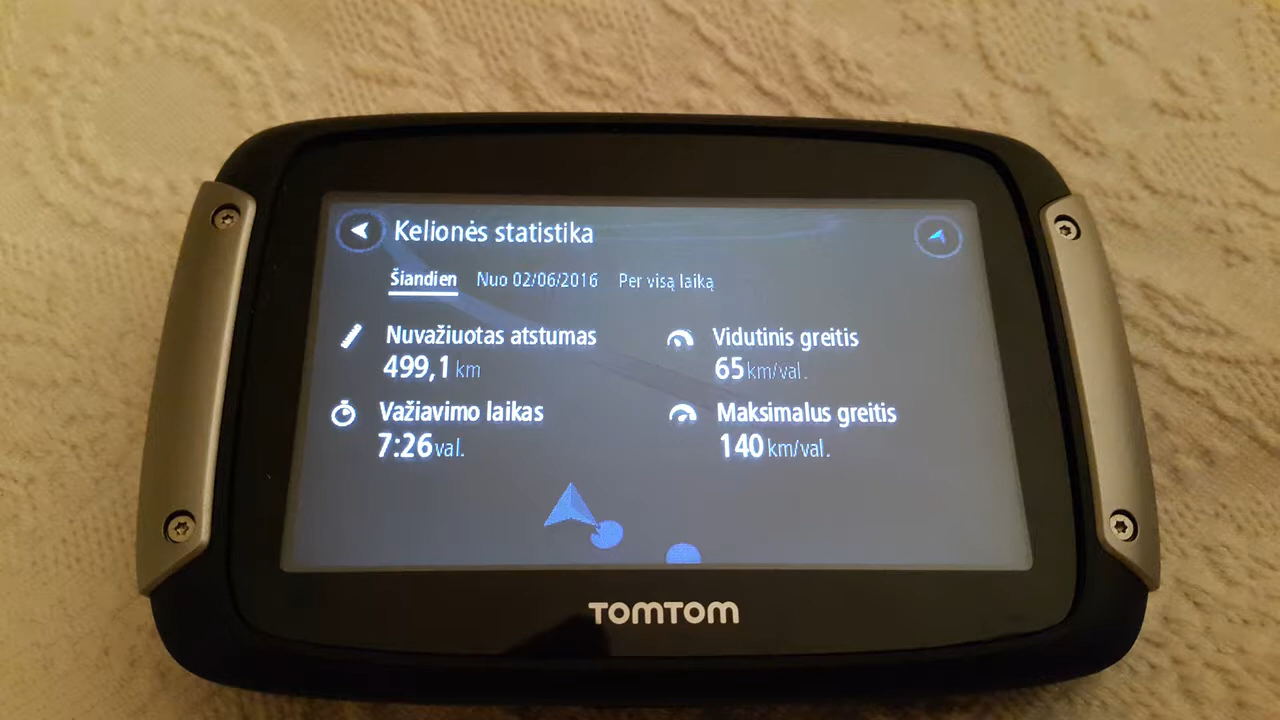 Kelionės statistika
Šiandien Nuo 02/06/2016 Per visą laiką
Nuvažiuotas atstumas
499,1 km
Vidutinis greitis
65 km/val.
Važiavimo laikas
7:26 val.
Maksimalus greitis
140 km/val.
TOMTOM